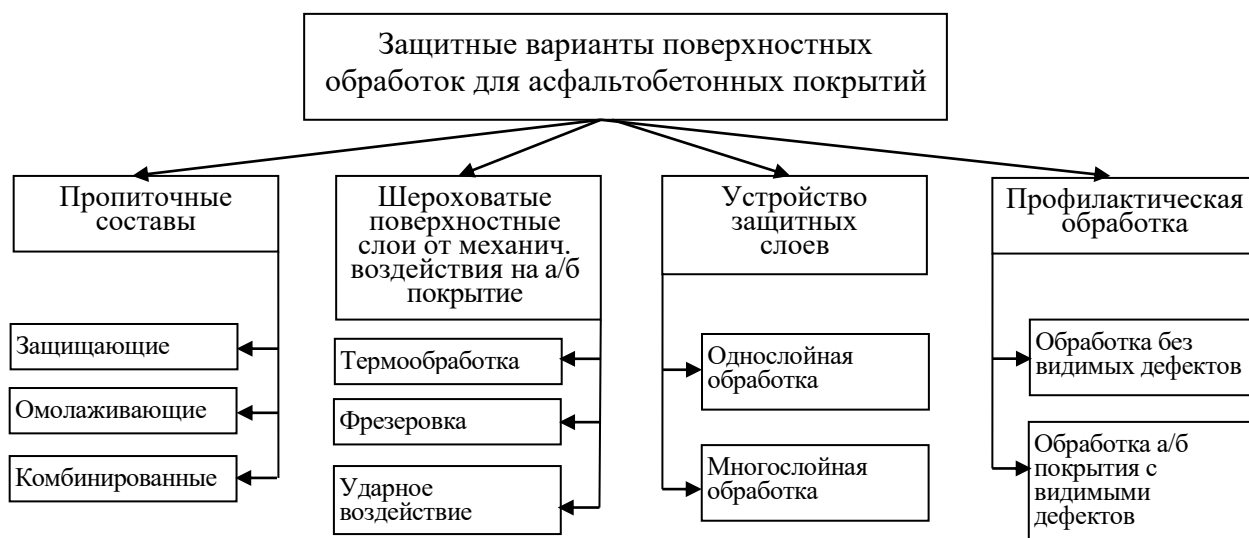 Защитные варианты поверхностных
обработок для асфальтобетонных покрытий
Пропиточные
составы
Защищающие
Омолаживающие
Комбинированные
Шероховатые
поверхностные
слои от механич.
воздействия на а/б
покрытие
Термообработка
Фрезеровка
Ударное
воздействие
Устройство
защитных
слоев
Однослойная
обработка
Многослойная
обработка
Профилактическая
обработка
Обработка без
видимых дефектов
Обработка а/б
покрытия с
видимыми
дефектов